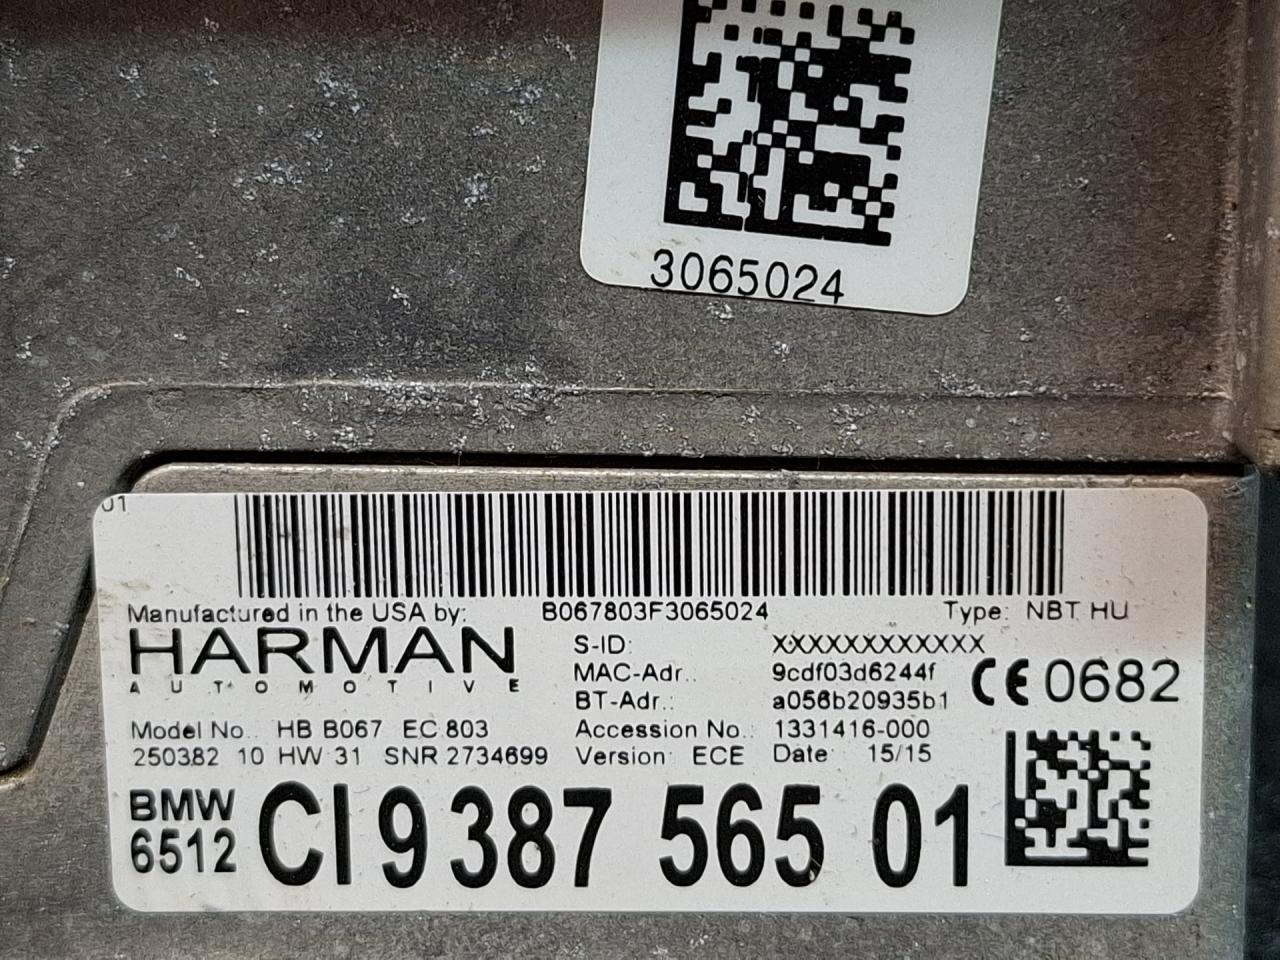 3065024
01
Manufactured in the USA by: B067803F3065024 Type: NBT HU
HARMAN
AUTOMOTIVE
S-ID: XXXXXXXXXXXX
MAC-Adr.: 9cdf03d6244f
BT-Adr.: a056b20935b1
CE 0682
Model No.: HB B067 EC 803 Accession No.: 1331416-000
250382 10 HW 31 SNR 2734699 Version: ECE Date: 15/15
BMW
6512 CI 9 387 565 01